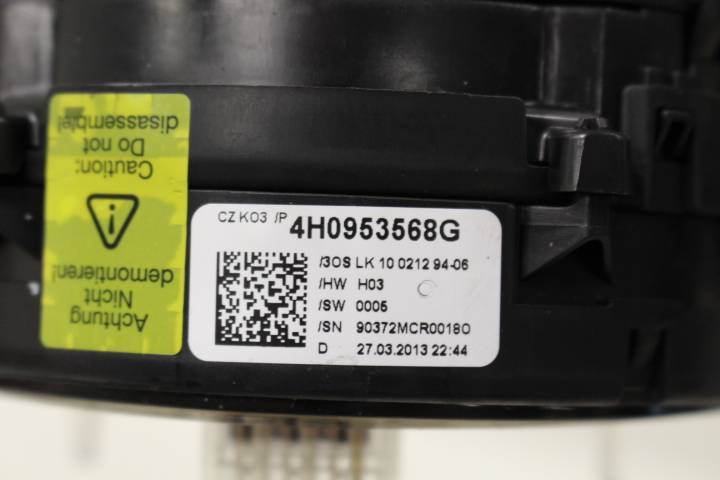 Caution:
Do not
disassemble!
Achtung
Nicht
demontieren!
CZ K03 /P 4H0953568G
/3OS LK 10 0212 94-06
/HW H03
/SW 0005
/SN 90372MCR00180
D 27.03.2013 22:44